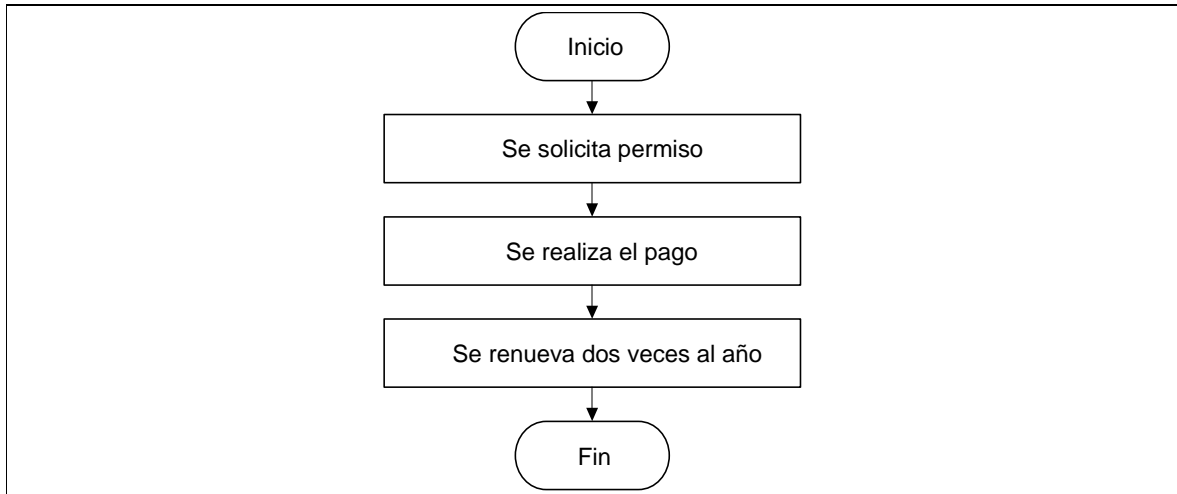 Inicio
Se solicita permiso
Se realiza el pago
Se renueva dos veces al año
Fin